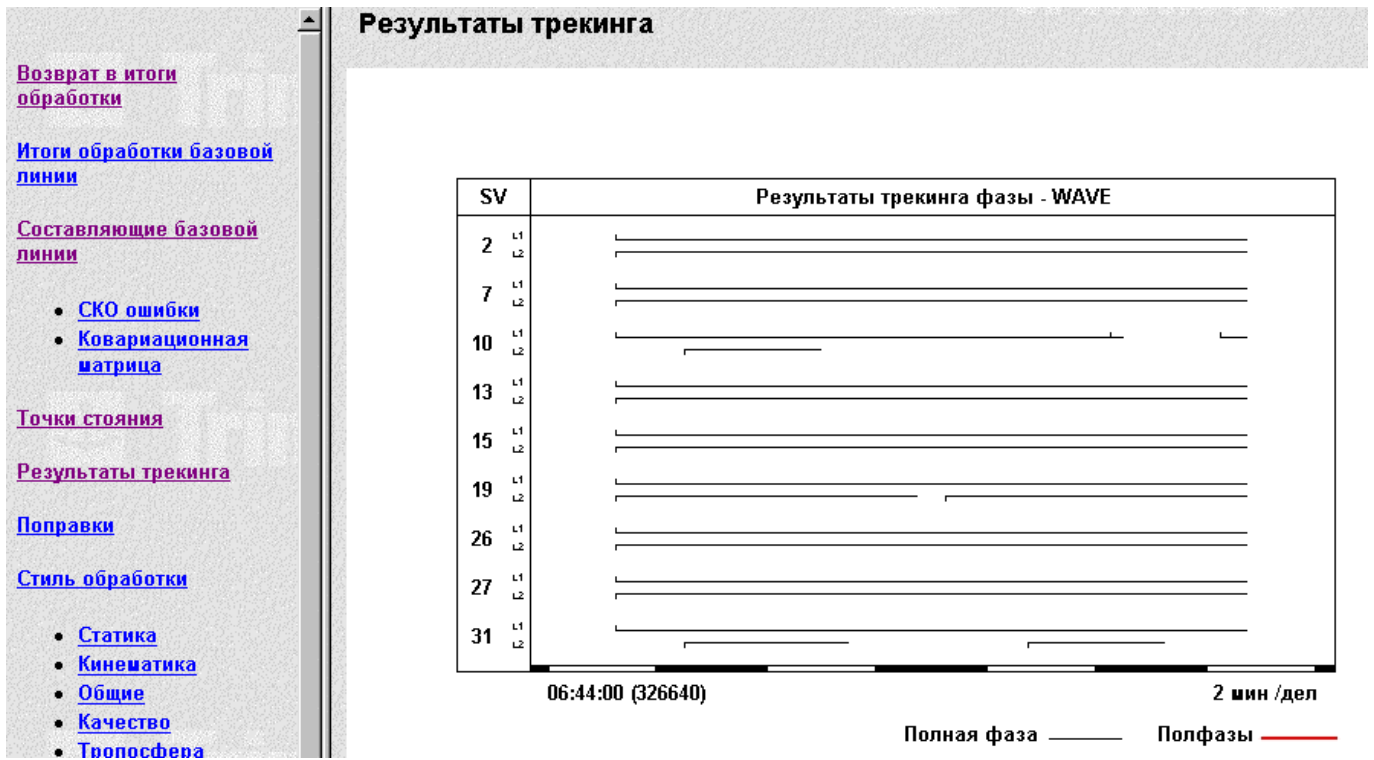 Результаты трекинга
Возврат в итоги
обработки
Итоги обработки базовой
линии
Составляющие базовой
линии
СКО ошибки
Ковариационная
матрица
Точки стояния
Результаты трекинга
Поправки
Стиль обработки
Статика
Кинематика
Общие
Качество
Тропосфера
SV Результаты трекинга фазы - WAVE
2 L1
L2
7 L1
L2
10 L1
L2
13 L1
L2
15 L1
L2
19 L1
L2
26 L1
L2
27 L1
L2
31 L1
L2
06:44:00 (326640) 2 мин /дел
Полная фаза Полфазы